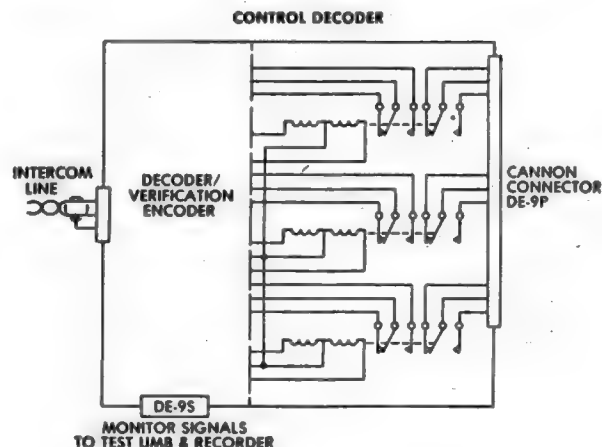 CONTROL DECODER
INTERCOM
LINE
DECODER/
VERIFICATION
ENCODER
CANNON
CONNECTOR
DE-9P
DE-9S
MONITOR SIGNALS
TO TEST LIMB & RECORDER